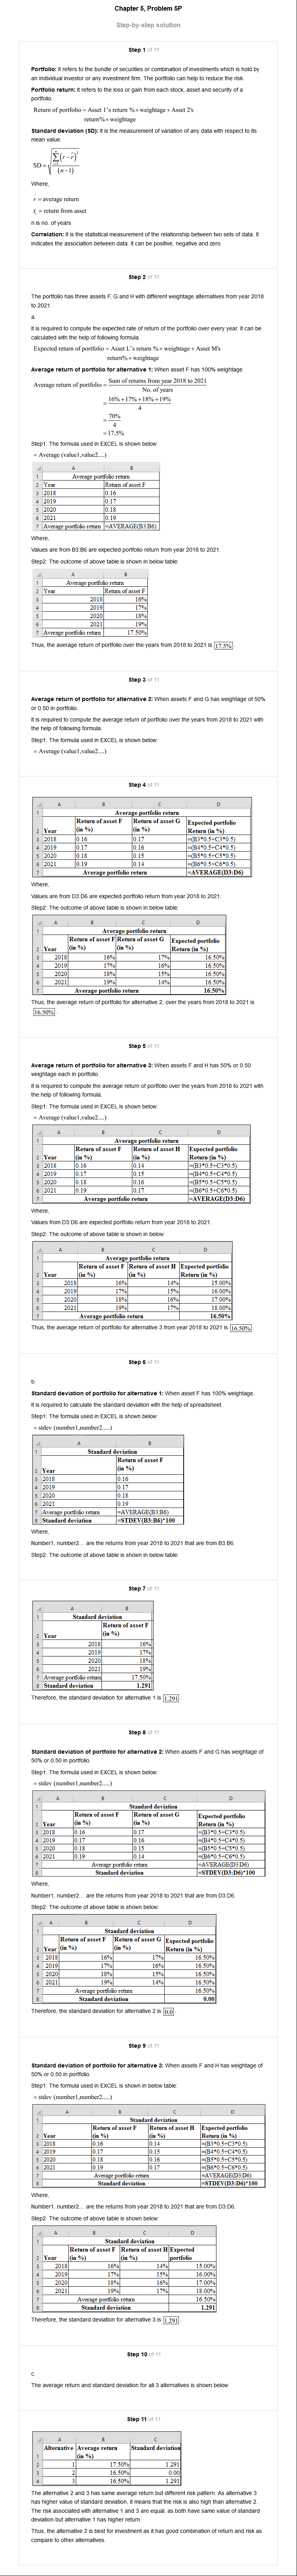 Chapter 5, Problem 5P
Step-by-step solution
Step 1 of 11
Portfolio: It refers to the bundle of securities or combination of investments which is held by
an individual investor or any investment firm. The portfolio can help to reduce the risk.
Portfolio return: It refers to the loss or gain from each stock, asset and security of a
portfolio.
Return of portfolio = Asset 1's return % × weightage + Asset 2's
return% × weightage
Standard deviation (SD): It is the measurement of variation of any data with respect to its
mean value.
SD = √(∑(r − r̄)² / (n−1))
Where,
r = average return
rᵢ = return from asset
n is no. of years
Correlation: It is the statistical measurement of the relationship between two sets of data. It
indicates the association between data. It can be positive, negative and zero.
Step 2 of 11
The portfolio has three assets F, G and H with different weightage alternatives from year 2018
to 2021.
a.
It is required to compute the expected rate of return of the portfolio over every year. It can be
calculated with the help of following formula.
Expected return of portfolio = Asset L's return % × weightage + Asset M's
return% × weightage
Average return of portfolio for alternative 1: When asset F has 100% weightage.
Average return of portfolio = Sum of returns from year 2018 to 2021
No. of years
= 16% + 17% + 18% + 19%
4
= 70%
4
= 17.5%
Step1: The formula used in EXCEL is shown below:
= Average (value1,value2....)
A B
1 Average portfolio return
2 Year Return of asset F
3 2018 0.16
4 2019 0.17
5 2020 0.18
6 2021 0.19
7 Average portfolio return =AVERAGE(B3:B6)
Where,
Values are from B3:B6 are expected portfolio return from year 2018 to 2021.
Step2: The outcome of above table is shown in below table:
A B
1 Average portfolio return
2 Year Return of asset F
3 2018 16%
4 2019 17%
5 2020 18%
6 2021 19%
7 Average portfolio return 17.50%
Thus, the average return of portfolio over the years from 2018 to 2021 is 17.5%
Step 3 of 11
Average return of portfolio for alternative 2: When assets F and G has weightage of 50%
or 0.50 in portfolio.
It is required to compute the average return of portfolio over the years from 2018 to 2021 with
the help of following formula.
Step1: The formula used in EXCEL is shown below:
= Average (value1,value2....)
Step 4 of 11
A B C D
1 Average portfolio return
2 Year Return of asset F (in %) Return of asset G (in %) Expected portfolio Return (in %)
3 2018 0.16 0.17 =(B3*0.5+C3*0.5)
4 2019 0.17 0.16 =(B4*0.5+C4*0.5)
5 2020 0.18 0.15 =(B5*0.5+C5*0.5)
6 2021 0.19 0.14 =(B6*0.5+C6*0.5)
7 Average portfolio return =AVERAGE(D3:D6)
Where,
Values are from D3:D6 are expected portfolio return from year 2018 to 2021.
Step2: The outcome of above table is shown in below table:
A B C D
1 Average portfolio return
2 Year Return of asset F (in %) Return of asset G (in %) Expected portfolio Return (in %)
3 2018 16% 17% 16.50%
4 2019 17% 16% 16.50%
5 2020 18% 15% 16.50%
6 2021 19% 14% 16.50%
7 Average portfolio return 16.50%
Thus, the average return of portfolio for alternative 2, over the years from 2018 to 2021 is
16.50%
Step 5 of 11
Average return of portfolio for alternative 3: When assets F and H has 50% or 0.50
weightage each in portfolio.
It is required to compute the average return of portfolio over the years from 2018 to 2021 with
the help of following formula.
Step1: The formula used in EXCEL is shown below:
= Average (value1,value2....)
A B C D
1 Average portfolio return
2 Year Return of asset F (in %) Return of asset H (in %) Expected portfolio Return (in %)
3 2018 0.16 0.14 =(B3*0.5+C3*0.5)
4 2019 0.17 0.15 =(B4*0.5+C4*0.5)
5 2020 0.18 0.16 =(B5*0.5+C5*0.5)
6 2021 0.19 0.17 =(B6*0.5+C6*0.5)
7 Average portfolio return =AVERAGE(D3:D6)
Where,
Values from D3:D6 are expected portfolio return from year 2018 to 2021.
Step2: The outcome of above table is shown in below:
A B C D
1 Average portfolio return
2 Year Return of asset F (in %) Return of asset H (in %) Expected portfolio Return (in %)
3 2018 16% 14% 15.00%
4 2019 17% 15% 16.00%
5 2020 18% 16% 17.00%
6 2021 19% 17% 18.00%
7 Average portfolio return 16.50%
Thus, the average return of portfolio for alternative 3 from year 2018 to 2021 is 16.50%
Step 6 of 11
b.
Standard deviation of portfolio for alternative 1: When asset F has 100% weightage.
It is required to calculate the standard deviation with the help of spreadsheet.
Step1: The formula used in EXCEL is shown below:
= stdev (number1,number2.....)
A B
1 Standard deviation
2 Year Return of asset F (in %)
3 2018 0.16
4 2019 0.17
5 2020 0.18
6 2021 0.19
7 Average portfolio return =AVERAGE(B3:B6)
8 Standard deviation =STDEV(B3:B6)*100
Where,
Number1, number2... are the returns from year 2018 to 2021 that are from B3:B6.
Step2: The outcome of above table is shown in below table:
Step 7 of 11
A B
1 Standard deviation
2 Year Return of asset F (in %)
3 2018 16%
4 2019 17%
5 2020 18%
6 2021 19%
7 Average portfolio return 17.50%
8 Standard deviation 1.291
Therefore, the standard deviation for alternative 1 is 1.291
Step 8 of 11
Standard deviation of portfolio for alternative 2: When assets F and G has weightage of
50% or 0.50 in portfolio.
Step1: The formula used in EXCEL is shown below:
= stdev (number1,number2.....)
A B C D
1 Standard deviation
2 Year Return of asset F (in %) Return of asset G (in %) Expected portfolio Return (in %)
3 2018 0.16 0.17 =(B3*0.5+C3*0.5)
4 2019 0.17 0.16 =(B4*0.5+C4*0.5)
5 2020 0.18 0.15 =(B5*0.5+C5*0.5)
6 2021 0.19 0.14 =(B6*0.5+C6*0.5)
7 Average portfolio return =AVERAGE(D3:D6)
8 Standard deviation =STDEV(D3:D6)*100
Where,
Number1, number2... are the returns from year 2018 to 2021 that are from D3:D6.
Step2: The outcome of above table is shown below:
A B C D
1 Standard deviation
2 Year Return of asset F (in %) Return of asset G (in %) Expected portfolio Return (in %)
3 2018 16% 17% 16.50%
4 2019 17% 16% 16.50%
5 2020 18% 15% 16.50%
6 2021 19% 14% 16.50%
7 Average portfolio return 16.50%
8 Standard deviation 0.00
Therefore, the standard deviation for alternative 2 is 0.0
Step 9 of 11
Standard deviation of portfolio for alternative 3: When assets F and H has weightage of
50% or 0.50 in portfolio.
Step1: The formula used in EXCEL is shown in below table:
= stdev (number1,number2.....)
A B C D
1 Standard deviation
2 Year Return of asset F (in %) Return of asset H (in %) Expected portfolio Return (in %)
3 2018 0.16 0.14 =(B3*0.5+C3*0.5)
4 2019 0.17 0.15 =(B4*0.5+C4*0.5)
5 2020 0.18 0.16 =(B5*0.5+C5*0.5)
6 2021 0.19 0.17 =(B6*0.5+C6*0.5)
7 Average portfolio return =AVERAGE(D3:D6)
8 Standard deviation =STDEV(D3:D6)*100
Where,
Number1, number2... are the returns from year 2018 to 2021 that are from D3:D6.
Step2: The outcome of above table is shown below:
A B C D
1 Standard deviation
2 Year Return of asset F (in %) Return of asset H (in %) Expected portfolio
3 2018 16% 14% 15.00%
4 2019 17% 15% 16.00%
5 2020 18% 16% 17.00%
6 2021 19% 17% 18.00%
7 Average portfolio return 16.50%
8 Standard deviation 1.291
Therefore, the standard deviation for alternative 3 is 1.291
Step 10 of 11
c.
The average return and standard deviation for all 3 alternatives is shown below:
Step 11 of 11
A B C
1 Alternative Average return (in %) Standard deviation
2 1 17.50% 1.291
3 2 16.50% 0.00
4 3 16.50% 1.291
The alternative 2 and 3 has same average return but different risk pattern. As alternative 3
has higher value of standard deviation, it means that the risk is also high than alternative 2.
The risk associated with alternative 1 and 3 are equal, as both have same value of standard
deviation but alternative 1 has higher return.
Thus, the alternative 2 is best for investment as it has good combination of return and risk as
compare to other alternatives.